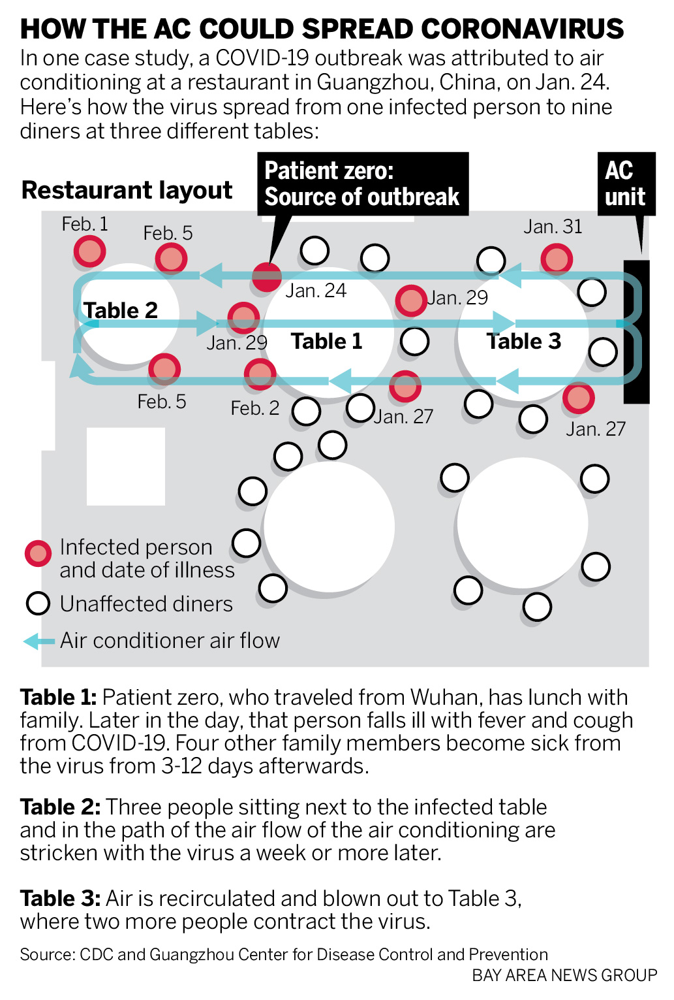 HOW THE AC COULD SPREAD CORONAVIRUS
In one case study, a COVID-19 outbreak was attributed to air
conditioning at a restaurant in Guangzhou, China, on Jan. 24.
Here’s how the virus spread from one infected person to nine
diners at three different tables:
Patient zero:
Source of outbreak
AC
unit
Restaurant layout
Feb. 1
Feb. 5
Jan. 31
Jan. 24
Jan. 29
Table 2
Jan. 29
Table 1
Table 3
Feb. 5
Feb. 2
Jan. 27
Jan. 27
Infected person
and date of illness
Unaffected diners
Air conditioner air flow
Table 1: Patient zero, who traveled from Wuhan, has lunch with
family. Later in the day, that person falls ill with fever and cough
from COVID-19. Four other family members become sick from
the virus from 3-12 days afterwards.
Table 2: Three people sitting next to the infected table
and in the path of the air flow of the air conditioning are
stricken with the virus a week or more later.
Table 3: Air is recirculated and blown out to Table 3,
where two more people contract the virus.
Source: CDC and Guangzhou Center for Disease Control and Prevention
BAY AREA NEWS GROUP